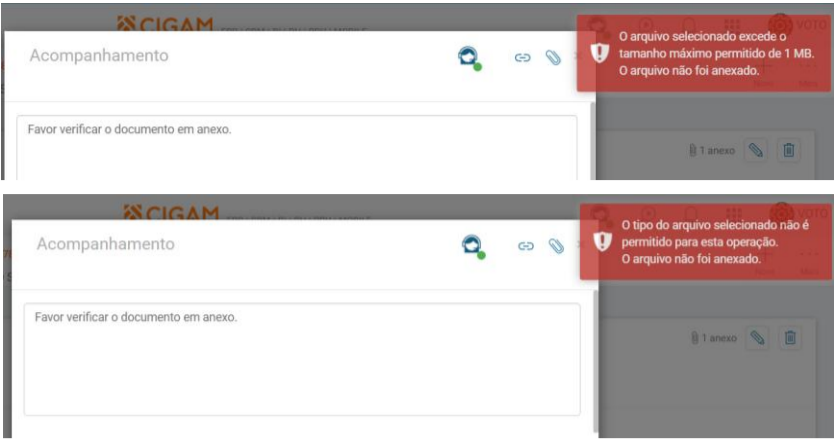 CIGAM
VOTO
Acompanhamento
O arquivo selecionado excede o
tamanho máximo permitido de 1 MB.
O arquivo não foi anexado.
Favor verificar o documento em anexo.
1 anexo
CIGAM
VOTO
Acompanhamento
O tipo do arquivo selecionado não é
permitido para esta operação.
O arquivo não foi anexado.
Favor verificar o documento em anexo.
1 anexo